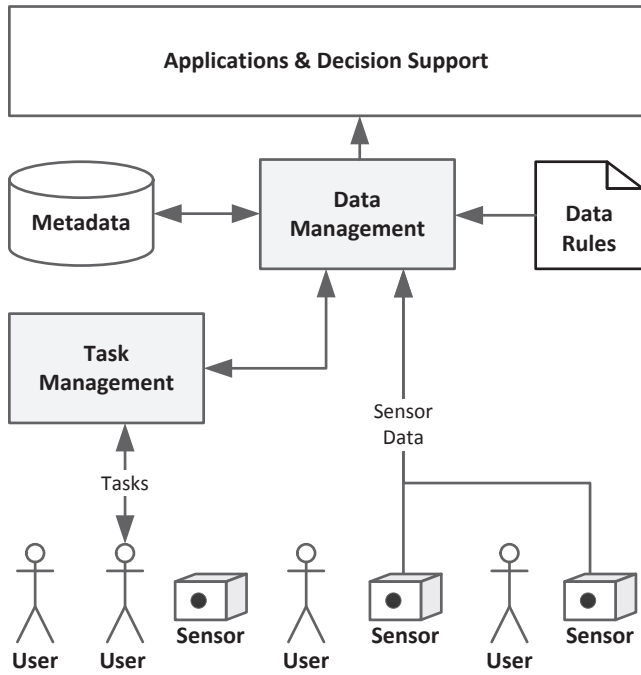 Applications & Decision Support
Metadata
Data
Management
Data
Rules
Task
Management
Sensor
Data
Tasks
User
User
Sensor
User
Sensor
User
Sensor